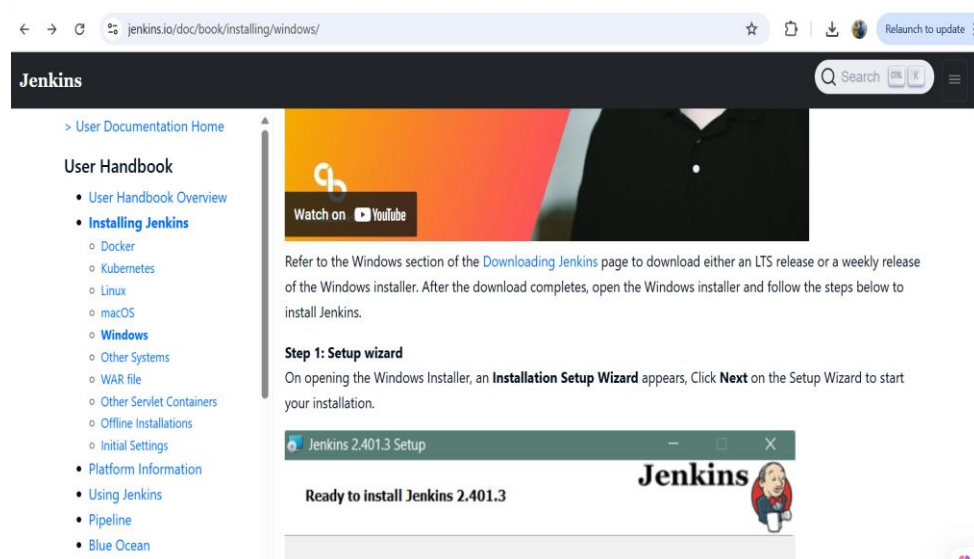 jenkins.io/doc/book/installing/windows/
Relaunch to update
Jenkins
Search CTRL K
> User Documentation Home
User Handbook
User Handbook Overview
Installing Jenkins
Docker
Kubernetes
Linux
macOS
Windows
Other Systems
WAR file
Other Servlet Containers
Offline Installations
Initial Settings
Platform Information
Using Jenkins
Pipeline
Blue Ocean
Watch on YouTube
Refer to the Windows section of the Downloading Jenkins page to download either an LTS release or a weekly release
of the Windows installer. After the download completes, open the Windows installer and follow the steps below to
install Jenkins.
Step 1: Setup wizard
On opening the Windows Installer, an Installation Setup Wizard appears, Click Next on the Setup Wizard to start
your installation.
Jenkins 2.401.3 Setup
Jenkins
Ready to install Jenkins 2.401.3